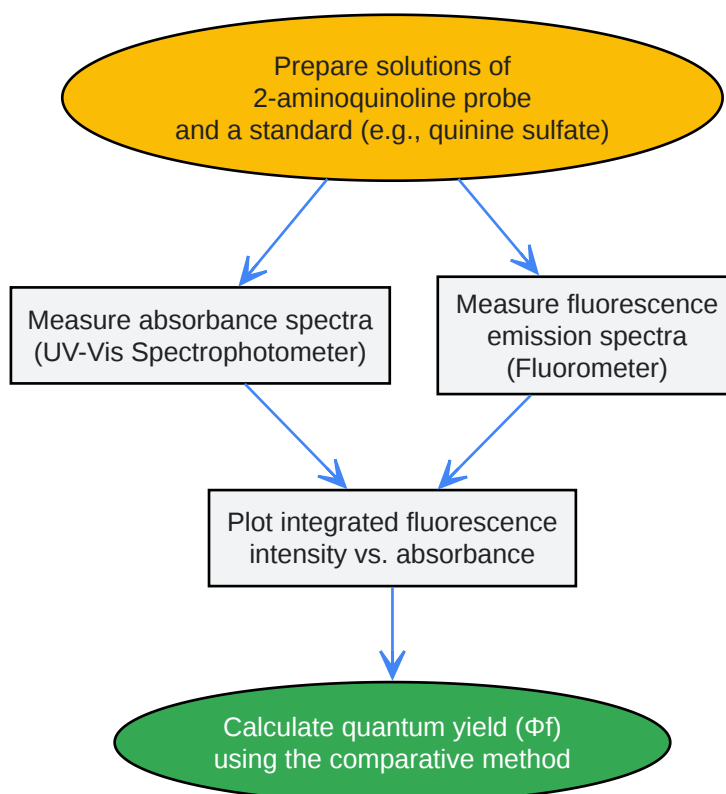 Prepare solutions of
2-aminoquinoline probe
and a standard (e.g., quinine sulfate)
Measure absorbance spectra
(UV-Vis Spectrophotometer)
Measure fluorescence
emission spectra
(Fluorometer)
Plot integrated fluorescence
intensity vs. absorbance
Calculate quantum yield (Φf)
using the comparative method